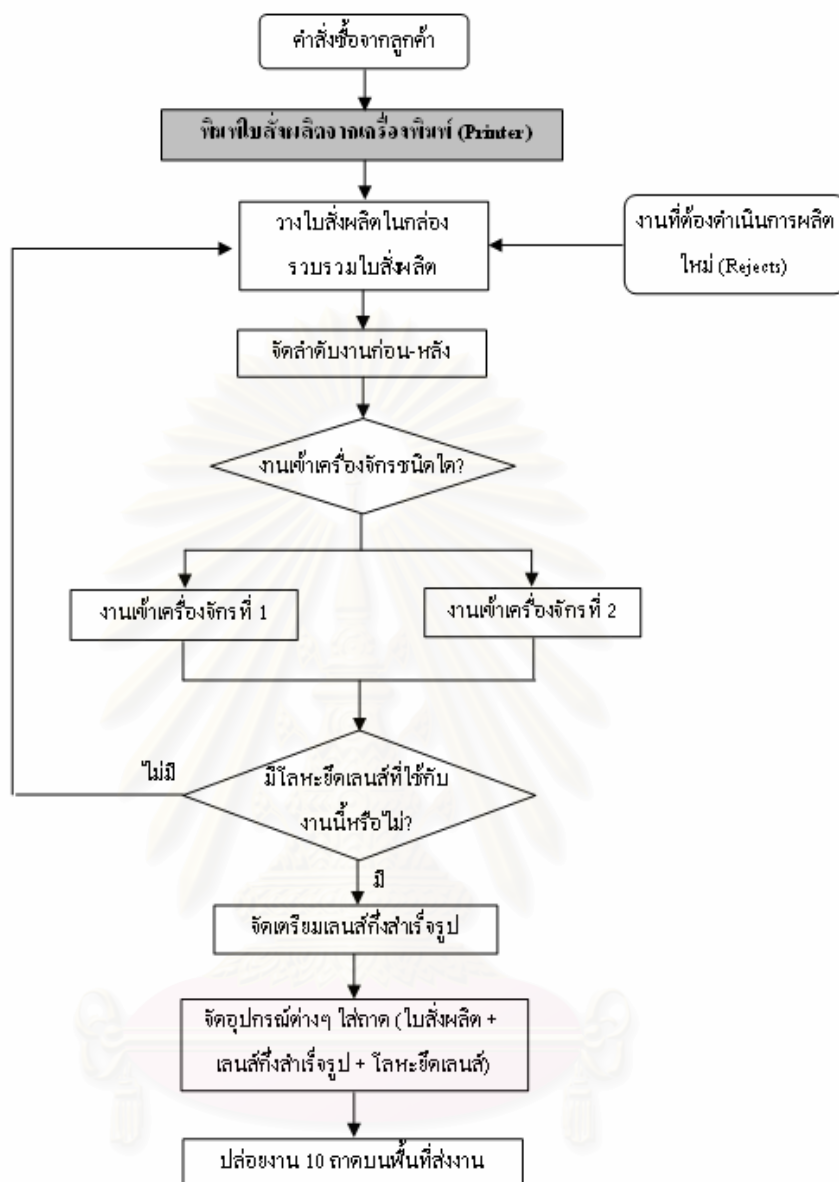 คำสั่งซื้อจากลูกค้า
พิมพ์ใบสั่งผลิตจากเครื่องพิมพ์ (Printer)
วางใบสั่งผลิตในกล่อง
รวบรวมใบสั่งผลิต
งานที่ต้องดำเนินการผลิต
ใหม่ (Rejects)
จัดลำดับงานก่อน-หลัง
งานเข้าเครื่องจักรชนิดใด?
งานเข้าเครื่องจักรที่ 1
งานเข้าเครื่องจักรที่ 2
ไม่มี
มีโลหะยึดเลนส์ที่ใช้กับ
งานนี้หรือไม่?
มี
จัดเตรียมเลนส์กึ่งสำเร็จรูป
จัดอุปกรณ์ต่างๆ ใส่ถาด (ใบสั่งผลิต +
เลนส์กึ่งสำเร็จรูป + โลหะยึดเลนส์)
ปล่อยงาน 10 ถาดบนพื้นที่ส่งงาน